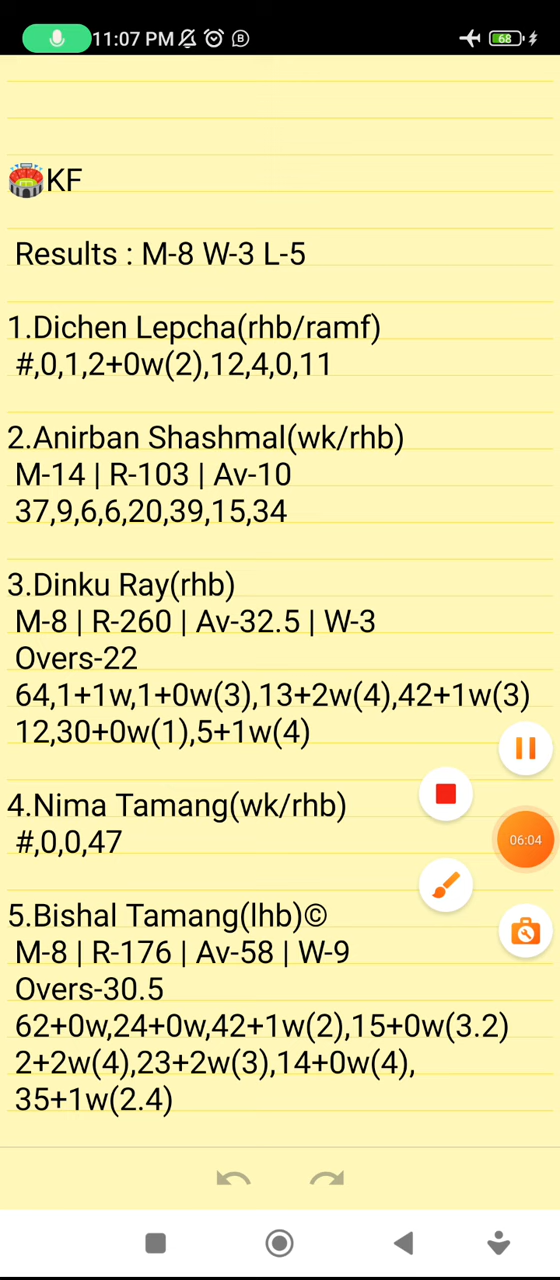 11:07 PM
68
KF
Results : M-8 W-3 L-5
1.Dichen Lepcha(rhb/ramf)
#,0,1,2+0w(2),12,4,0,11
2.Anirban Shashmal(wk/rhb)
M-14 | R-103 | Av-10
37,9,6,6,20,39,15,34
3.Dinku Ray(rhb)
M-8 | R-260 | Av-32.5 | W-3
Overs-22
64,1+1w,1+0w(3),13+2w(4),42+1w(3)
12,30+0w(1),5+1w(4)
4.Nima Tamang(wk/rhb)
#,0,0,47
5.Bishal Tamang(lhb)©
M-8 | R-176 | Av-58 | W-9
Overs-30.5
62+0w,24+0w,42+1w(2),15+0w(3.2)
2+2w(4),23+2w(3),14+0w(4),
35+1w(2.4)
06:04